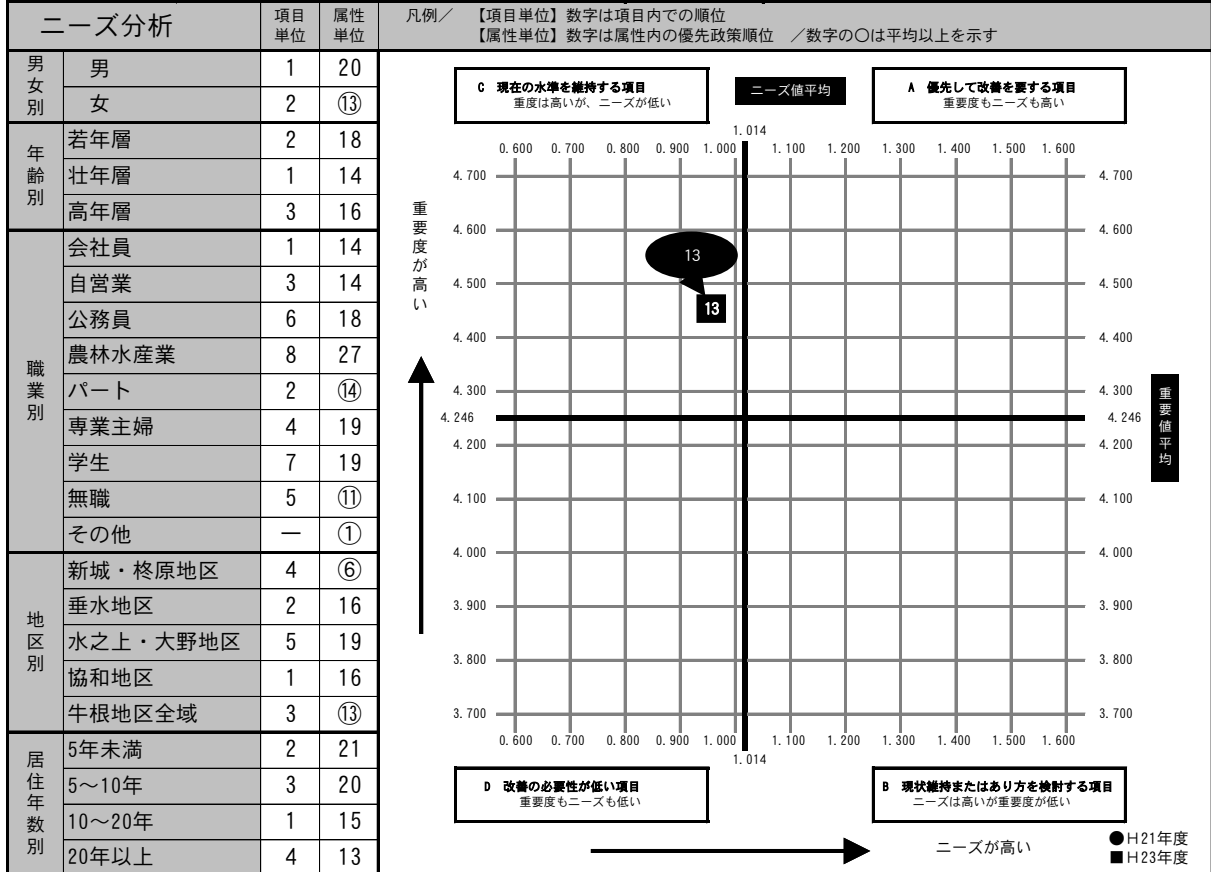 ニーズ分析 項目単位 属性単位
凡例／ 【項目単位】数字は項目内での順位
【属性単位】数字は属性内の優先政策順位 ／数字の〇は平均以上を示す
男女別
男 1 20
女 2 ⑬
年齢別
若年層 2 18
壮年層 1 14
高年層 3 16
職業別
会社員 1 14
自営業 3 14
公務員 6 18
農林水産業 8 27
パート 2 ⑭
専業主婦 4 19
学生 7 19
無職 5 ⑪
その他 — ①
地区別
新城・柊原地区 4 ⑥
垂水地区 2 16
水之上・大野地区 5 19
協和地区 1 16
牛根地区全域 3 ⑬
居住年数別
5年未満 2 21
5～10年 3 20
10～20年 1 15
20年以上 4 13
C 現在の水準を維持する項目
重度は高いが、ニーズが低い
ニーズ値平均
A 優先して改善を要する項目
重要度もニーズも高い
1.014
0.600 0.700 0.800 0.900 1.000 1.100 1.200 1.300 1.400 1.500 1.600
4.700 4.700
4.600 4.600
4.500 4.500
4.400 4.400
4.300 4.300
4.246 4.246
4.200 4.200
4.100 4.100
4.000 4.000
3.900 3.900
3.800 3.800
3.700 3.700
重要度が高い
13
13
重要値平均
0.600 0.700 0.800 0.900 1.000 1.100 1.200 1.300 1.400 1.500 1.600
1.014
D 改善の必要性が低い項目
重要度もニーズも低い
B 現状維持またはあり方を検討する項目
ニーズは高いが重要度が低い
ニーズが高い
●H21年度
■H23年度